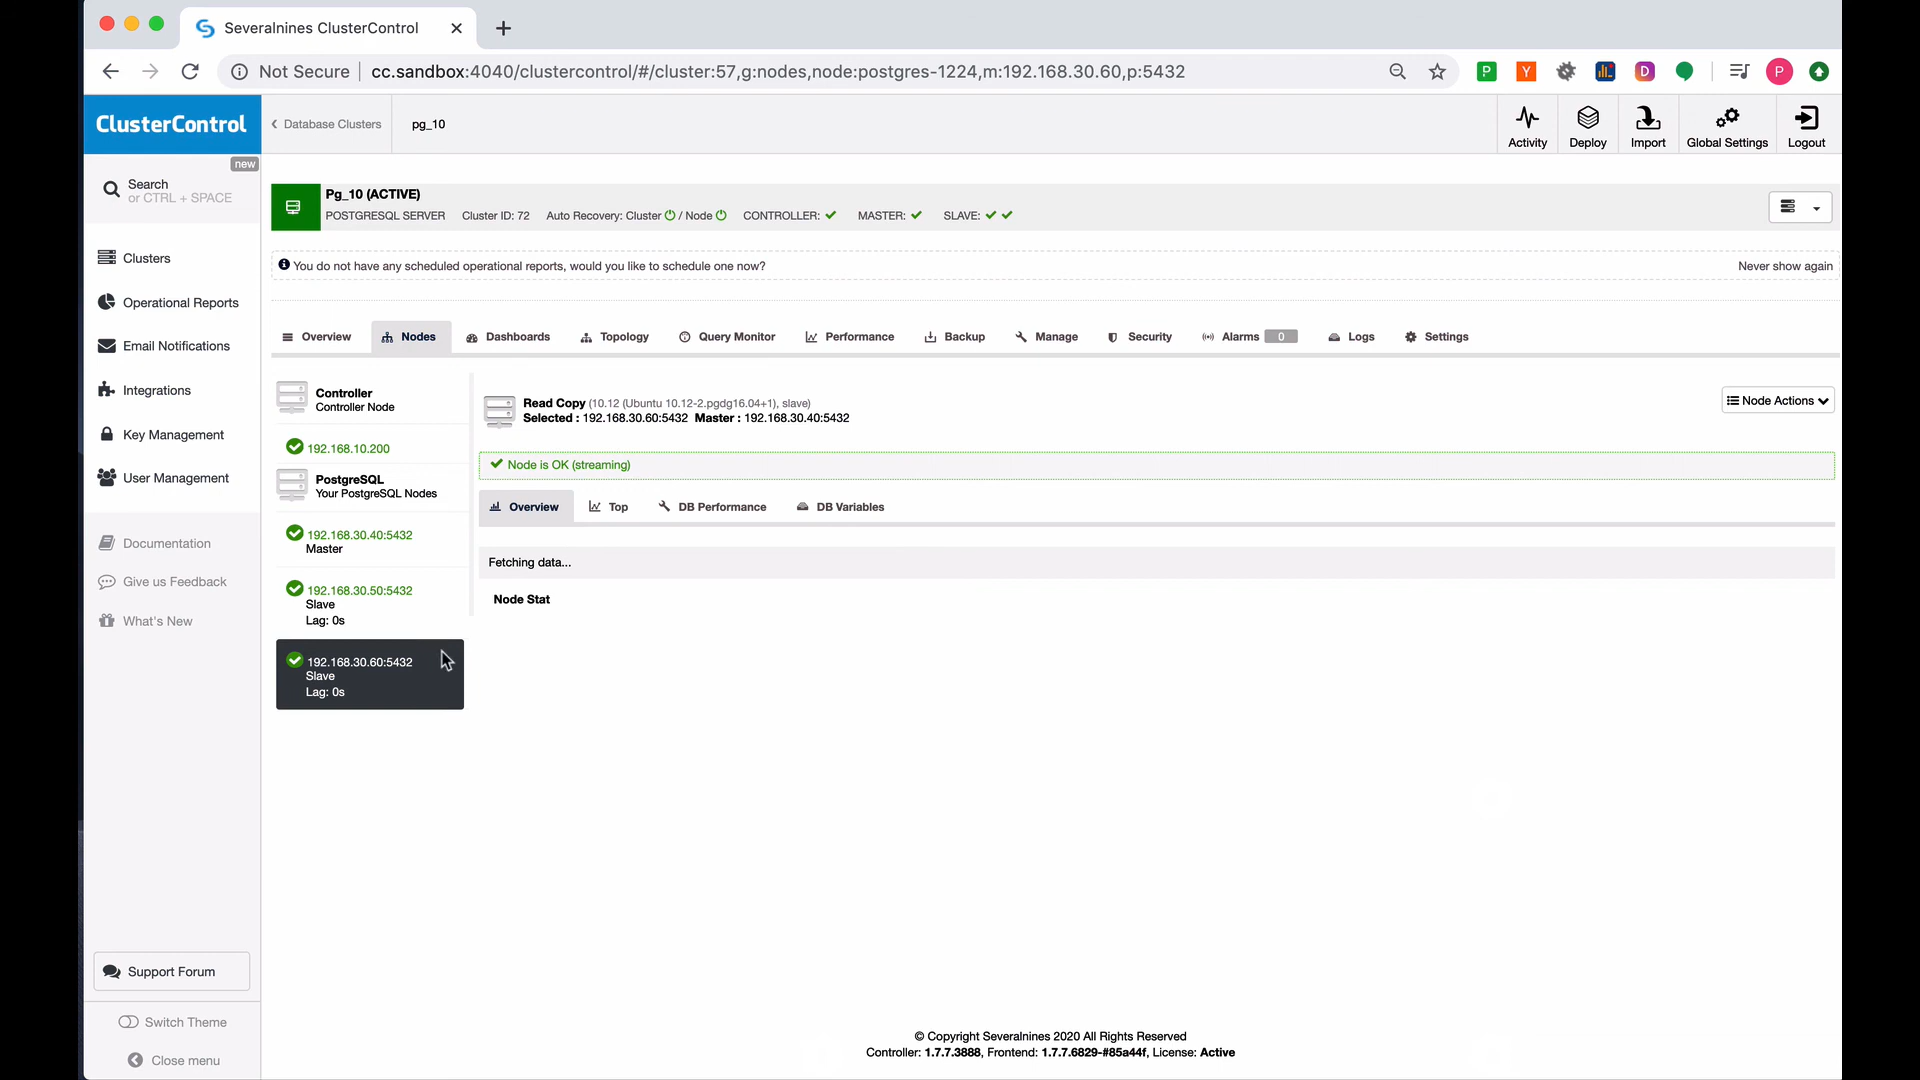 Severalnines ClusterControl
Not Secure
cc.sandbox:4040/clustercontrol/#/cluster:57,g:nodes,node:postgres-1224,m:192.168.30.60,p:5432
P
Y
D
P
ClusterControl
Database Clusters
pg_10
Activity
Deploy
Import
Global Settings
Logout
new
Search
or CTRL + SPACE
Clusters
Operational Reports
Email Notifications
Integrations
Key Management
User Management
Documentation
Give us Feedback
What's New
Support Forum
Switch Theme
Close menu
Pg_10 (ACTIVE)
POSTGRESQL SERVER Cluster ID: 72 Auto Recovery: Cluster / Node CONTROLLER: MASTER: SLAVE:
You do not have any scheduled operational reports, would you like to schedule one now?
Never show again
Overview
Nodes
Dashboards
Topology
Query Monitor
Performance
Backup
Manage
Security
Alarms 0
Logs
Settings
Controller
Controller Node
192.168.10.200
PostgreSQL
Your PostgreSQL Nodes
192.168.30.40:5432
Master
192.168.30.50:5432
Slave
Lag: 0s
192.168.30.60:5432
Slave
Lag: 0s
Read Copy (10.12 (Ubuntu 10.12-2.pgdg16.04+1), slave)
Selected : 192.168.30.60:5432 Master : 192.168.30.40:5432
Node Actions
Node is OK (streaming)
Overview
Top
DB Performance
DB Variables
Fetching data...
Node Stat
© Copyright Severalnines 2020 All Rights Reserved
Controller: 1.7.7.3888, Frontend: 1.7.7.6829-#85a44f, License: Active